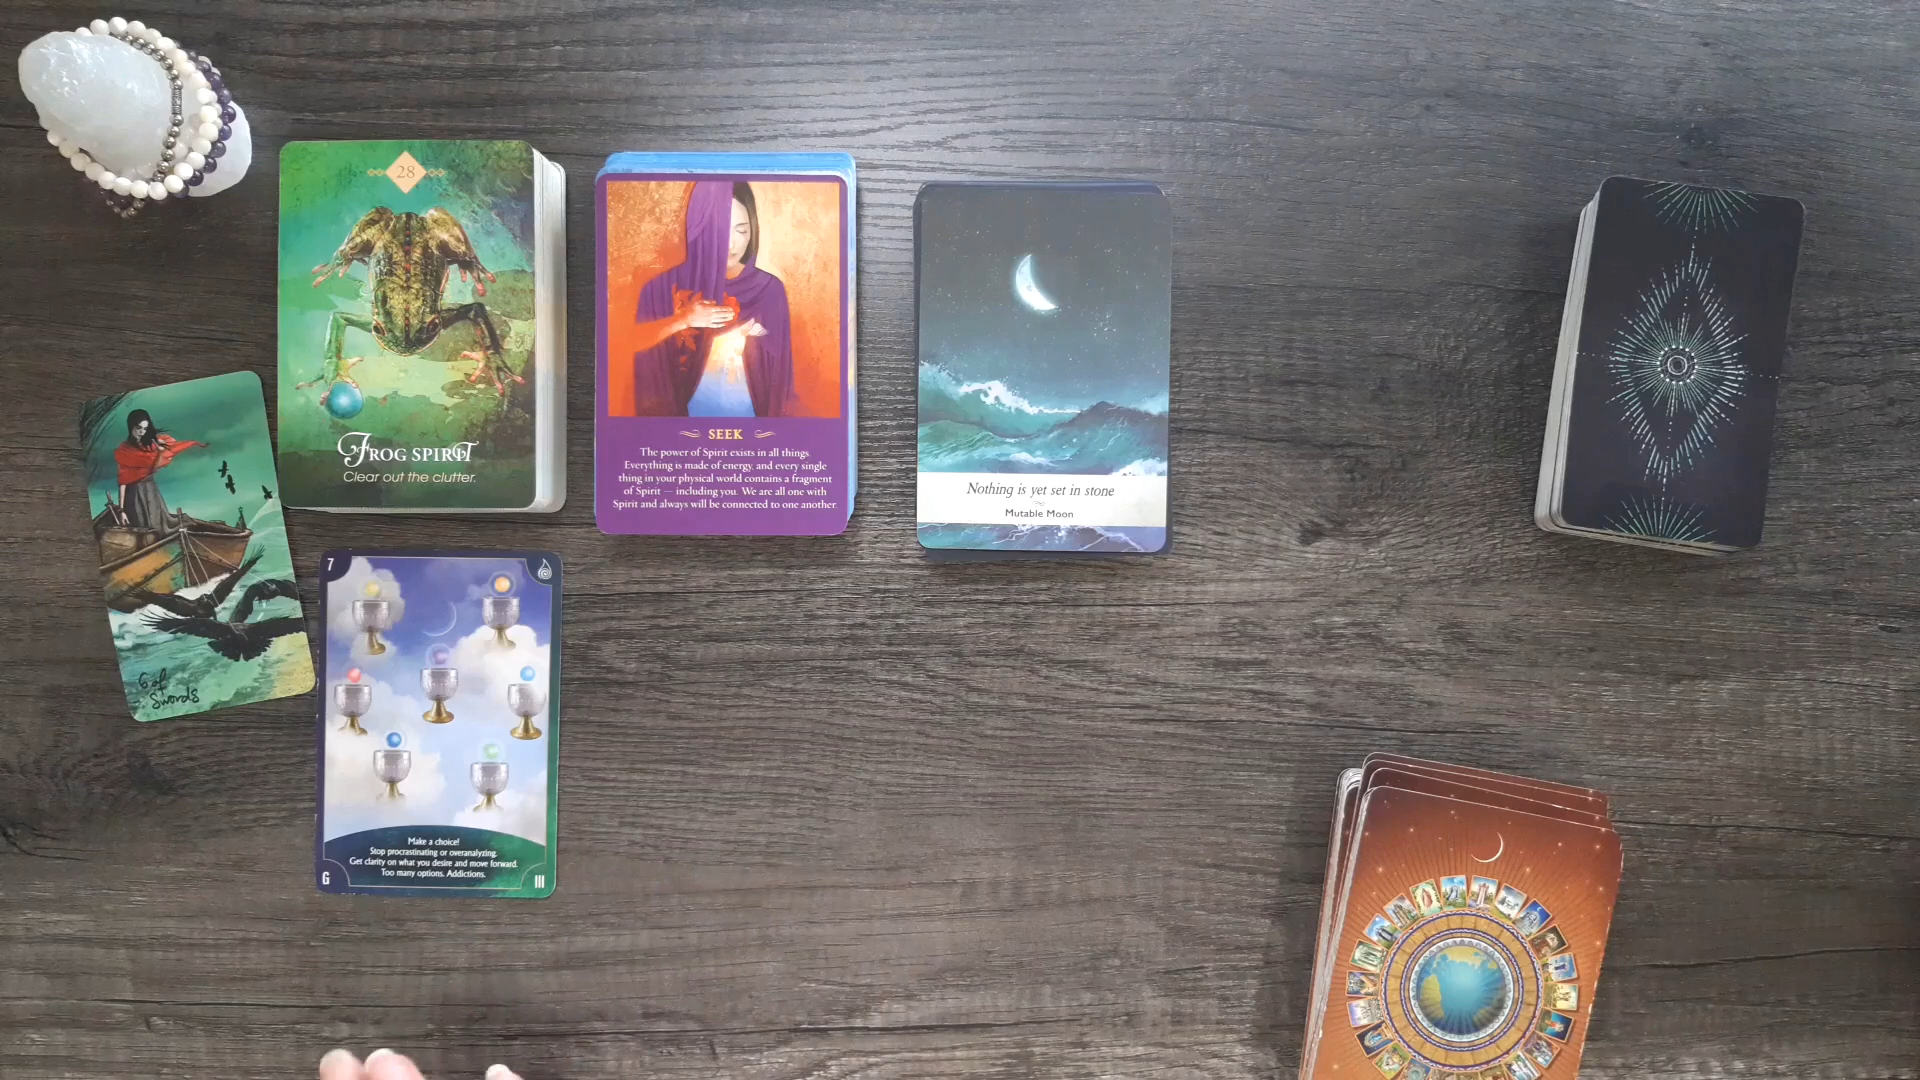 28
FROG SPIRIT
Clear out the clutter.
SEEK
The power of Spirit exists in all things.
Everything is made of energy, and every single
thing in your physical world contains a fragment
of Spirit — including you. We are all one with
Spirit and always will be connected to one another.
Nothing is yet set in stone
Mutable Moon
6 of
Swords
7
Make a choice!
Stop procrastinating or overanalyzing.
Get clarity on what you desire and move forward.
Too many options. Addictions.
G
III